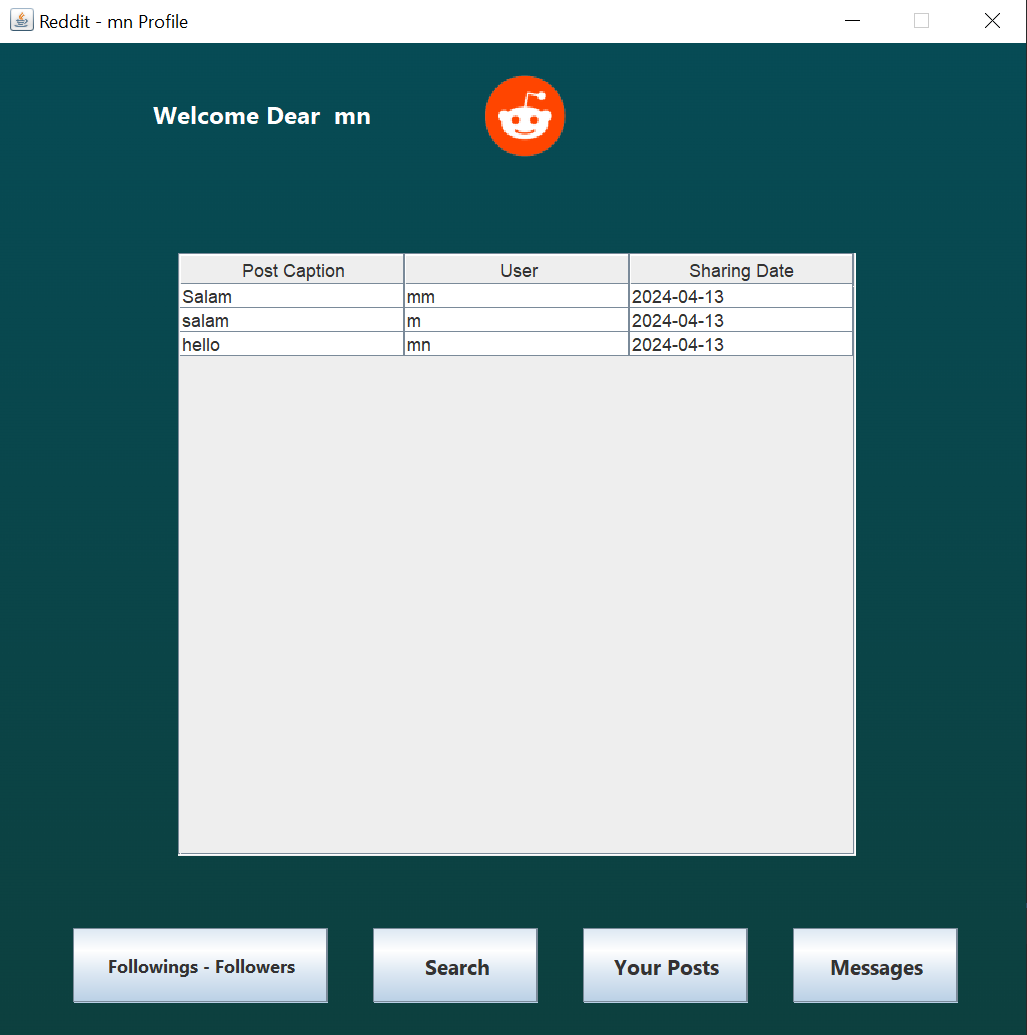 Reddit - mn Profile
Welcome Dear  mn
Post Caption User Sharing Date
Salam mm 2024-04-13
salam m 2024-04-13
hello mn 2024-04-13
Followings - Followers Search Your Posts Messages